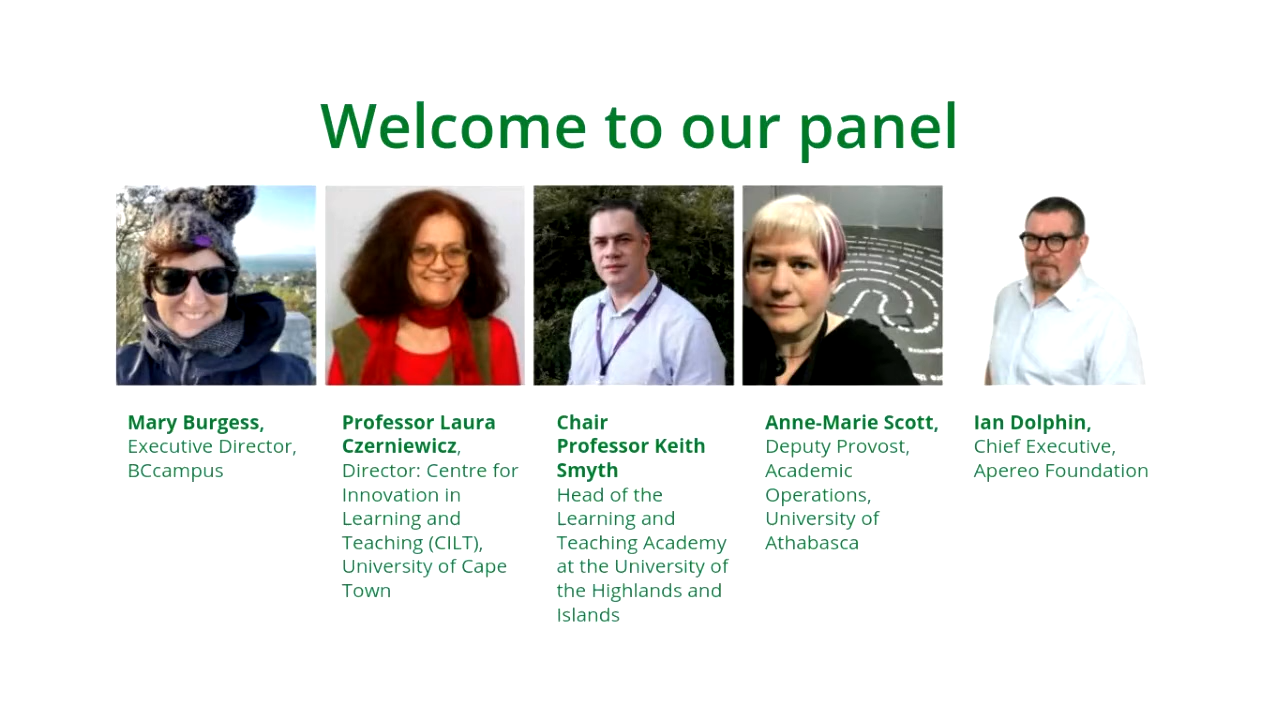 Welcome to our panel
Mary Burgess,
Executive Director,
BCcampus
Professor Laura
Czerniewicz,
Director: Centre for
Innovation in
Learning and
Teaching (CILT),
University of Cape
Town
Chair
Professor Keith
Smyth
Head of the
Learning and
Teaching Academy
at the University of
the Highlands and
Islands
Anne-Marie Scott,
Deputy Provost,
Academic
Operations,
University of
Athabasca
Ian Dolphin,
Chief Executive,
Apereo Foundation